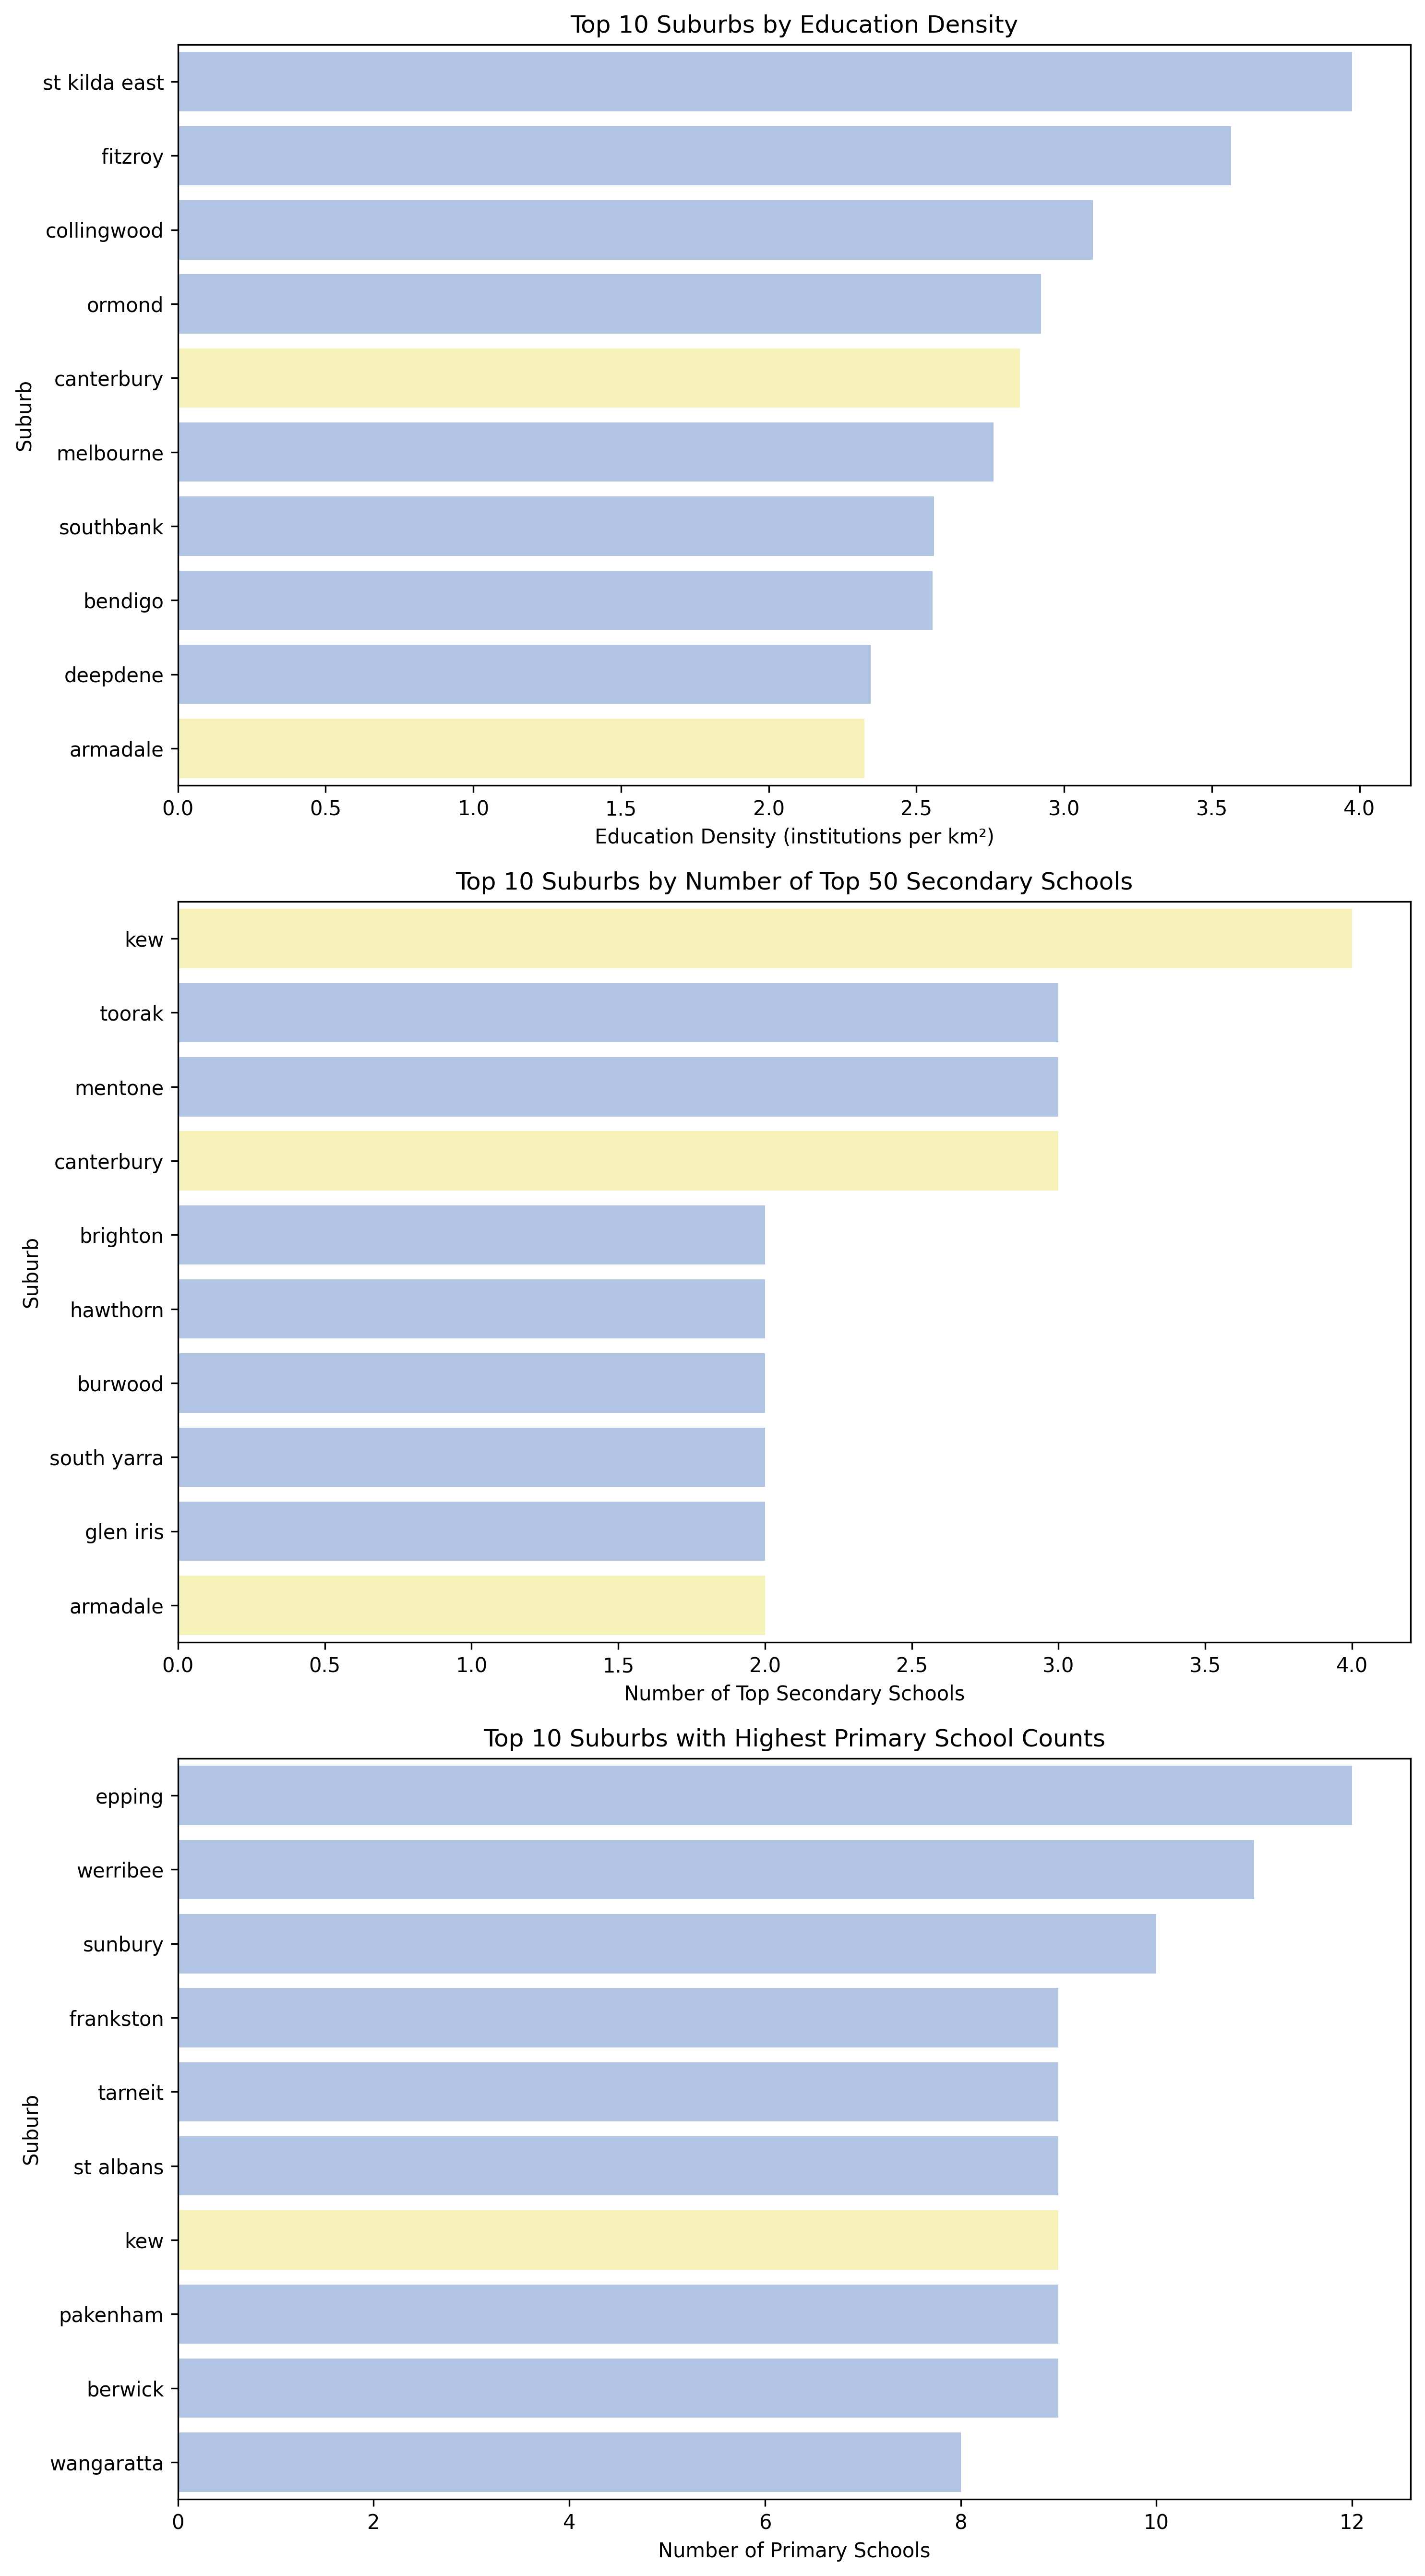 Top 10 Suburbs by Education Density
Suburb
st kilda east
fitzroy
collingwood
ormond
canterbury
melbourne
southbank
bendigo
deepdene
armadale
0.0 0.5 1.0 1.5 2.0 2.5 3.0 3.5 4.0
Education Density (institutions per km²)
Top 10 Suburbs by Number of Top 50 Secondary Schools
Suburb
kew
toorak
mentone
canterbury
brighton
hawthorn
burwood
south yarra
glen iris
armadale
0.0 0.5 1.0 1.5 2.0 2.5 3.0 3.5 4.0
Number of Top Secondary Schools
Top 10 Suburbs with Highest Primary School Counts
Suburb
epping
werribee
sunbury
frankston
tarneit
st albans
kew
pakenham
berwick
wangaratta
0 2 4 6 8 10 12
Number of Primary Schools